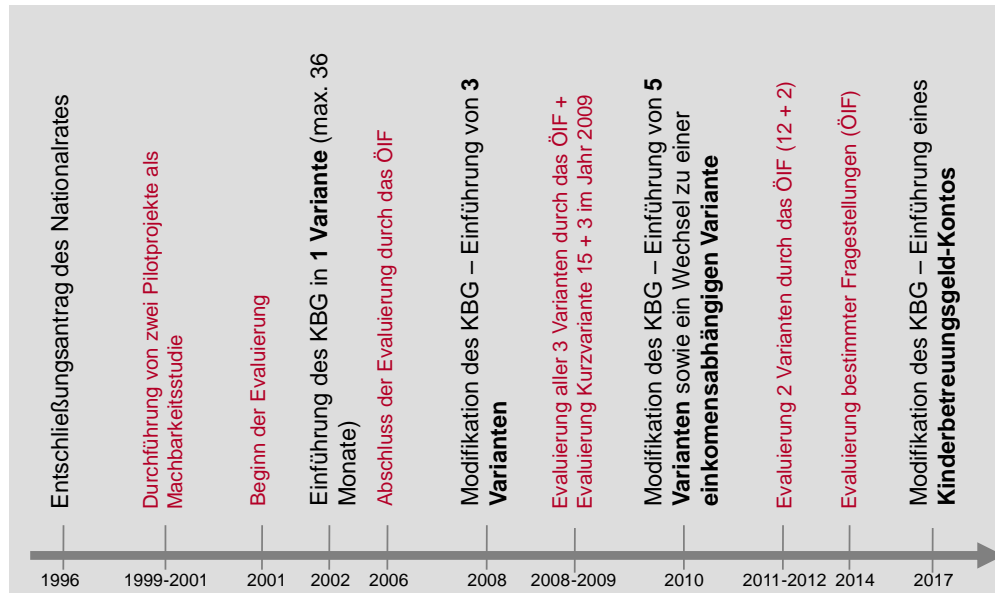 Entschließungsantrag des Nationalrates
Durchführung von zwei Pilotprojekte als
Machbarkeitsstudie
Beginn der Evaluierung
Einführung des KBG in 1 Variante (max. 36
Monate)
Abschluss der Evaluierung durch das ÖIF
Modifikation des KBG – Einführung von 3
Varianten
Evaluierung aller 3 Varianten durch das ÖIF +
Evaluierung Kurzvariante 15 + 3 im Jahr 2009
Modifikation des KBG – Einführung von 5
Varianten sowie ein Wechsel zu einer
einkomensabhängigen Variante
Evaluierung 2 Varianten durch das ÖIF (12 + 2)
Evaluierung bestimmter Fragestellungen (ÖIF)
Modifikation des KBG – Einführung eines
Kinderbetreuungsgeld-Kontos
1996
1999-2001
2001
2002
2006
2008
2008-2009
2010
2011-2012
2014
2017